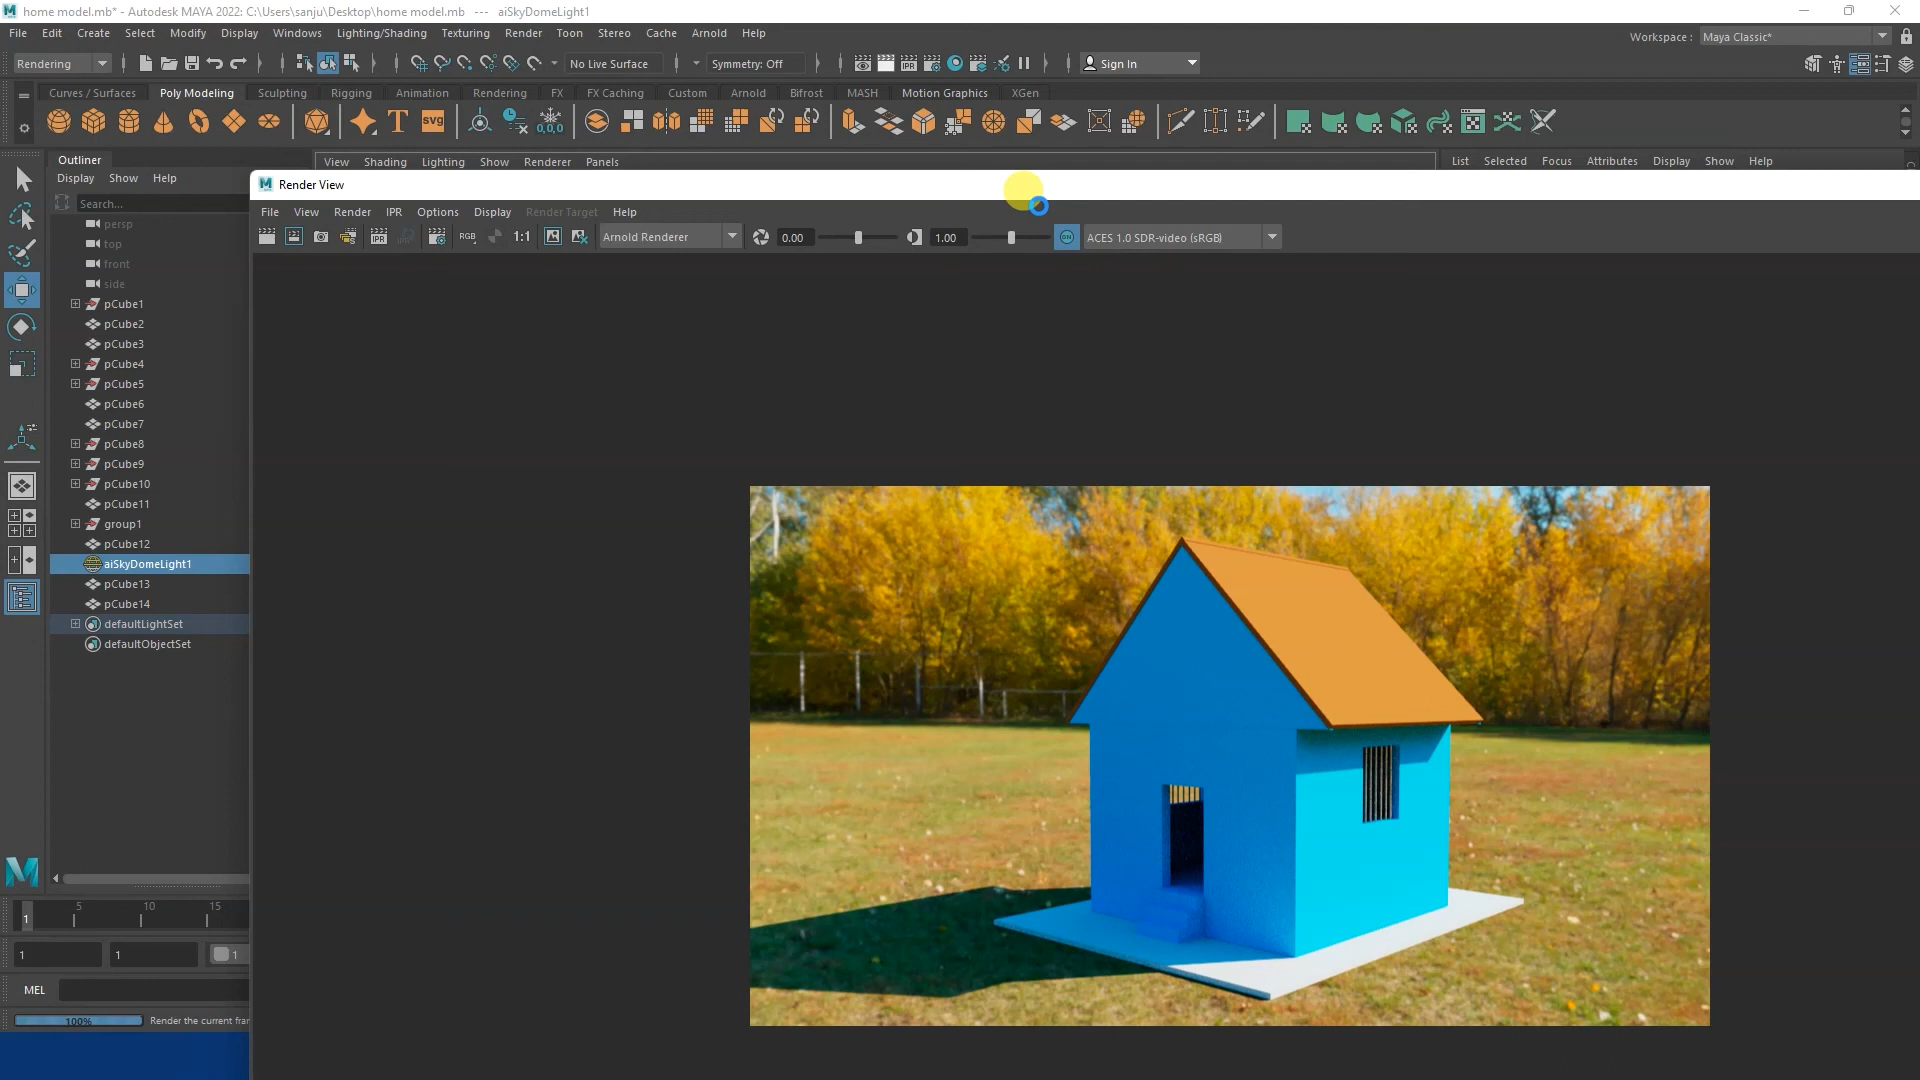 home model.mb* - Autodesk MAYA 2022: C:\Users\sanju\Desktop\home model.mb --- aiSkyDomeLight1
File Edit Create Select Modify Display Windows Lighting/Shading Texturing Render Toon Stereo Cache Arnold Help
Workspace : Maya Classic*
Rendering No Live Surface Symmetry: Off Sign In
Curves / Surfaces Poly Modeling Sculpting Rigging Animation Rendering FX FX Caching Custom Arnold Bifrost MASH Motion Graphics XGen
T svg 0,0,0
Outliner
View Shading Lighting Show Renderer Panels
List Selected Focus Attributes Display Show Help
Display Show Help
Render View
Search...
File View Render IPR Options Display Render Target Help
IPR RGB 1:1 Arnold Renderer 0.00 1.00 ON ACES 1.0 SDR-video (sRGB)
persp
top
front
side
pCube1
pCube2
pCube3
pCube4
pCube5
pCube6
pCube7
pCube8
pCube9
pCube10
pCube11
group1
pCube12
aiSkyDomeLight1
pCube13
pCube14
defaultLightSet
defaultObjectSet
5 10 15
1
1 1 1
MEL
100% Render the current fra